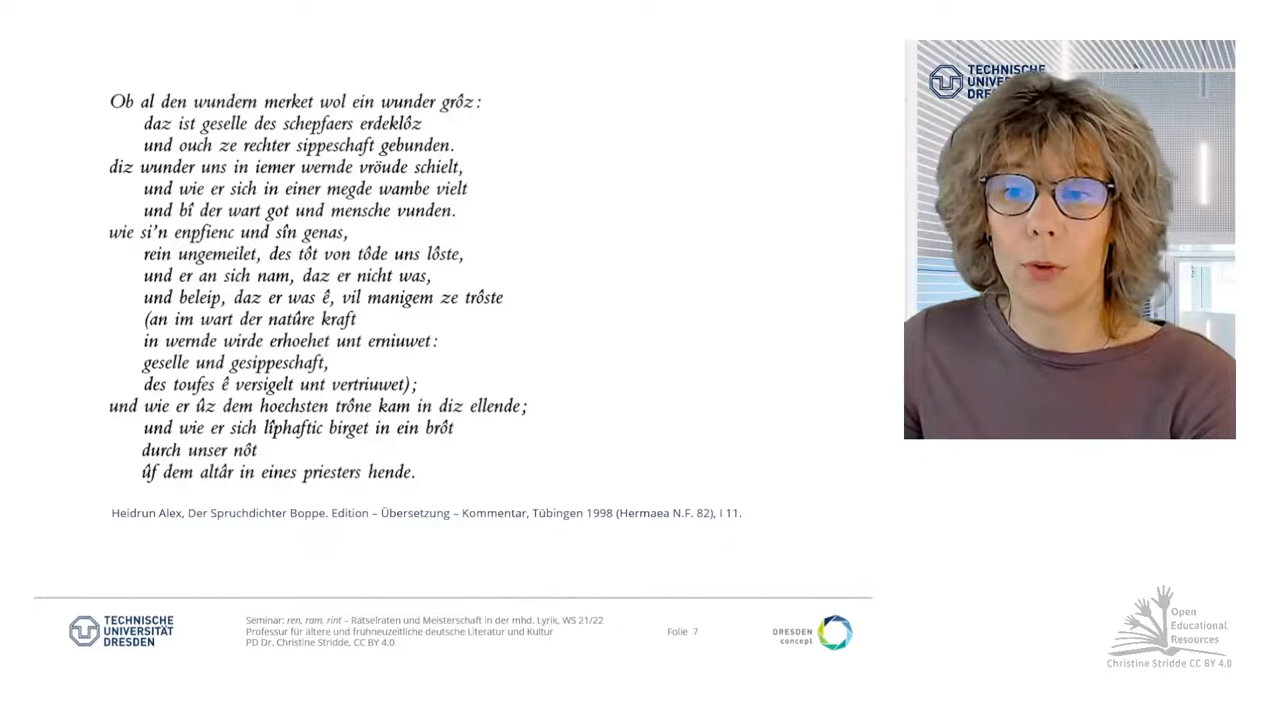 Ob al den wundern merket wol ein wunder grôz:
daz ist geselle des schepfaers erdeklôz
und ouch ze rechter sippeschaft gebunden.
diz wunder uns in iemer wernde vröude schielt,
und wie er sich in einer megde wambe vielt
und bî der wart got und mensche vunden.
wie si’n enpfienc und sîn genas,
rein ungemeilet, des tôt von tôde uns lôste,
und er an sich nam, daz er nicht was,
und beleip, daz er was ê, vil manigem ze trôste
(an im wart der natûre kraft
in wernde wirde erhoehet unt erniuwet:
geselle und gesippeschaft,
des toufes ê versigelt unt vertriuwet);
und wie er ûz dem hoechsten trône kam in diz ellende;
und wie er sich lîphaftic birget in ein brôt
durch unser nôt
ûf dem altâr in eines priesters hende.
Heidrun Alex, Der Spruchdichter Boppe. Edition – Übersetzung – Kommentar, Tübingen 1998 (Hermaea N.F. 82), I 11.
TECHNISCHE
UNIVERSITÄT
DRESDEN
Seminar: ren, ram, rint – Rätselraten und Meisterschaft in der mhd. Lyrik, WS 21/22
Professur für ältere und frühneuzeitliche deutsche Literatur und Kultur
PD Dr. Christine Stridde, CC BY 4.0
Folie 7
DRESDEN
concept
TECHNISCHE
UNIVE
DRE
Open
Educational
Resources
Christine Stridde CC BY 4.0